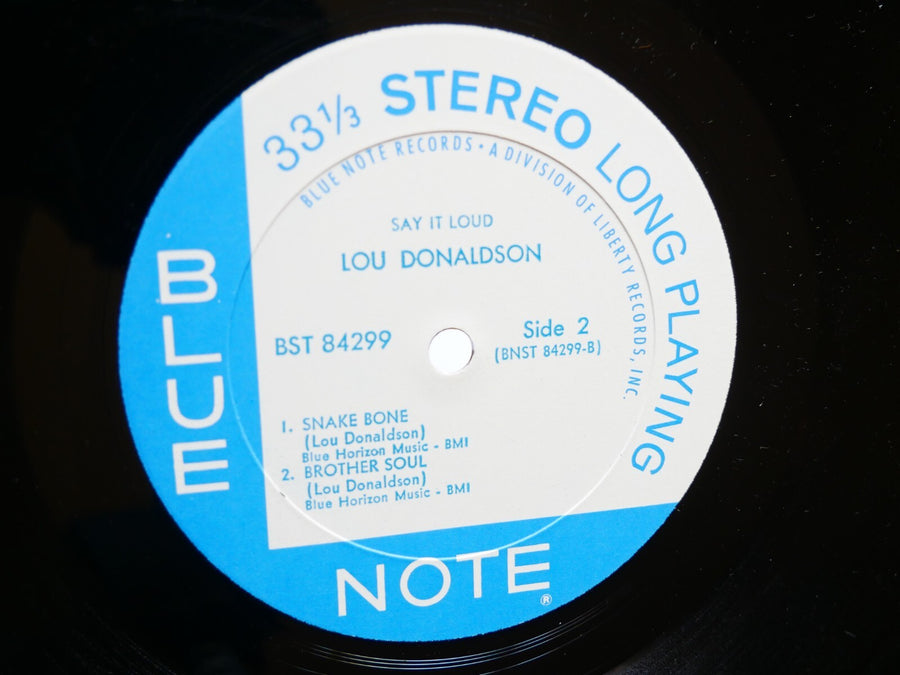 33⅓ STEREO LONG PLAYING
BLUE NOTE RECORDS • A DIVISION OF LIBERTY RECORDS, INC.
SAY IT LOUD
LOU DONALDSON
BST 84299
Side 2
(BNST 84299-B)
1. SNAKE BONE
(Lou Donaldson)
Blue Horizon Music - BMI
2. BROTHER SOUL
(Lou Donaldson)
Blue Horizon Music - BMI
BLUE
NOTE ®